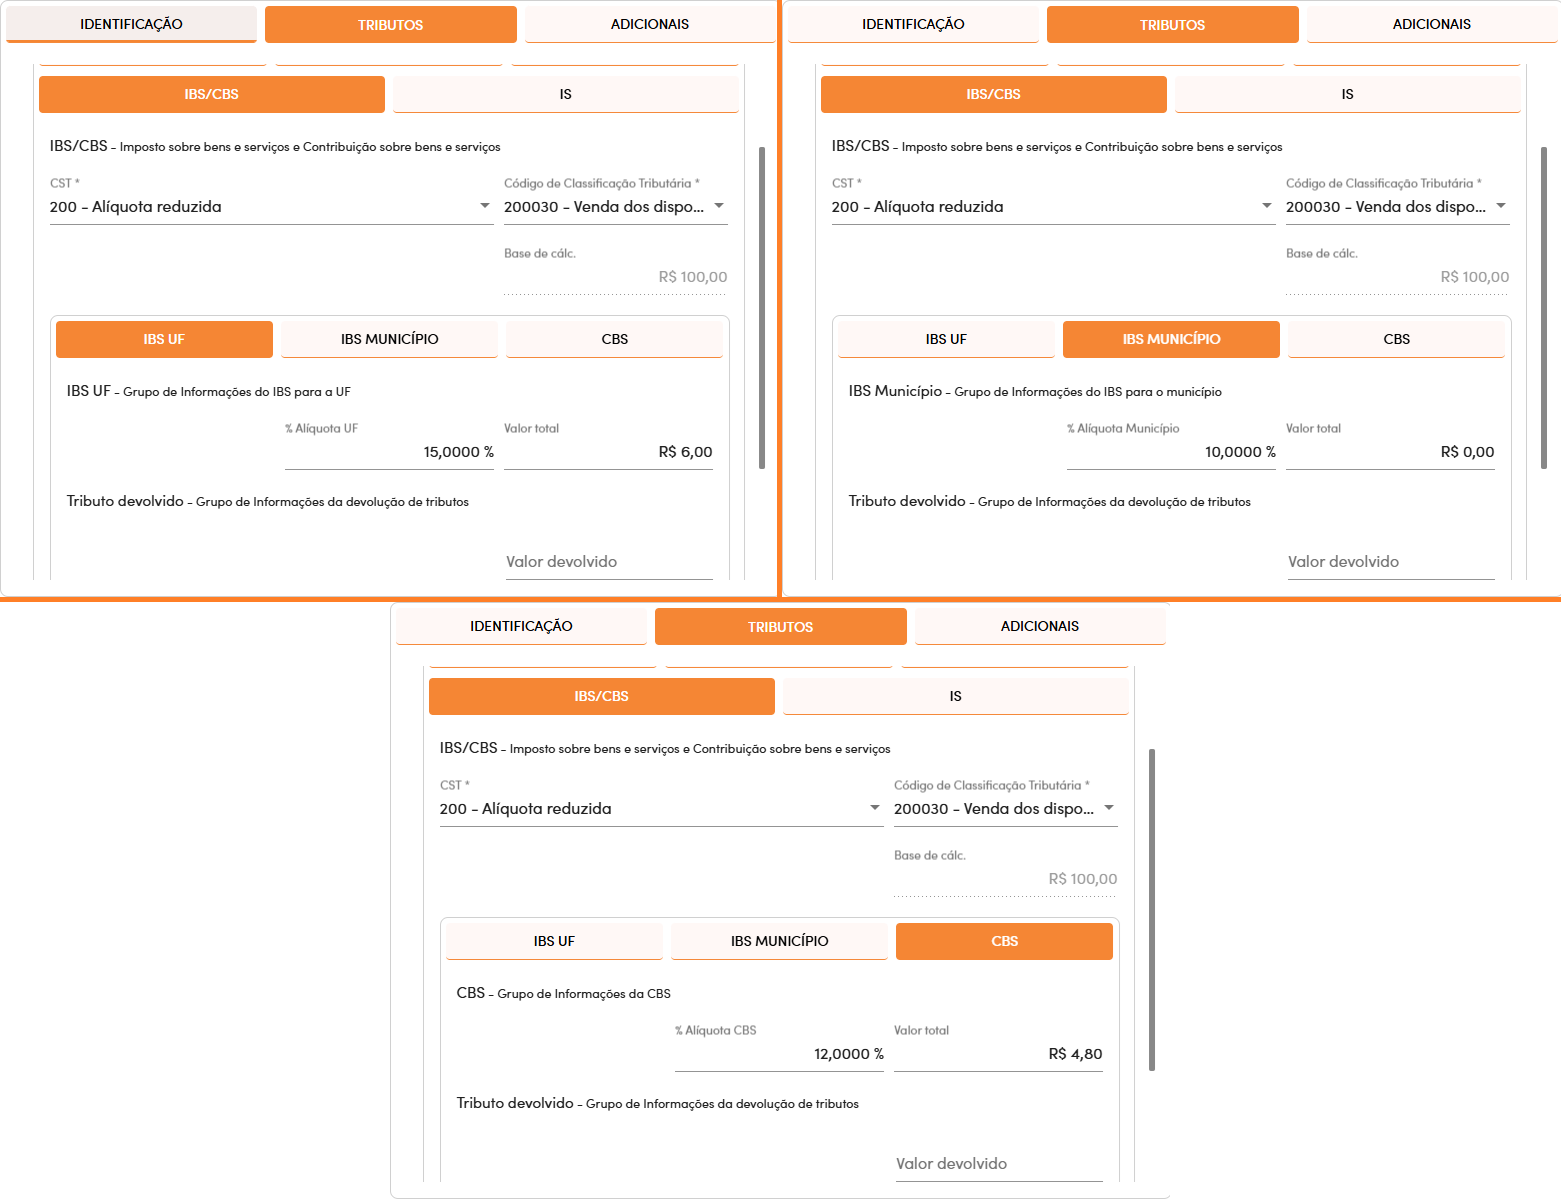 IDENTIFICAÇÃO TRIBUTOS ADICIONAIS
IBS/CBS IS
IBS/CBS - Imposto sobre bens e serviços e Contribuição sobre bens e serviços
CST * Código de Classificação Tributária *
200 - Alíquota reduzida 200030 - Venda dos dispo...
Base de cálc.
R$ 100,00
IBS UF IBS MUNICÍPIO CBS
IBS UF - Grupo de Informações do IBS para a UF
% Alíquota UF Valor total
15,0000 % R$ 6,00
Tributo devolvido - Grupo de Informações da devolução de tributos
Valor devolvido
IDENTIFICAÇÃO TRIBUTOS ADICIONAIS
IBS/CBS IS
IBS/CBS - Imposto sobre bens e serviços e Contribuição sobre bens e serviços
CST * Código de Classificação Tributária *
200 - Alíquota reduzida 200030 - Venda dos dispo...
Base de cálc.
R$ 100,00
IBS UF IBS MUNICÍPIO CBS
IBS Município - Grupo de Informações do IBS para o município
% Alíquota Município Valor total
10,0000 % R$ 0,00
Tributo devolvido - Grupo de Informações da devolução de tributos
Valor devolvido
IDENTIFICAÇÃO TRIBUTOS ADICIONAIS
IBS/CBS IS
IBS/CBS - Imposto sobre bens e serviços e Contribuição sobre bens e serviços
CST * Código de Classificação Tributária *
200 - Alíquota reduzida 200030 - Venda dos dispo...
Base de cálc.
R$ 100,00
IBS UF IBS MUNICÍPIO CBS
CBS - Grupo de Informações da CBS
% Alíquota CBS Valor total
12,0000 % R$ 4,80
Tributo devolvido - Grupo de Informações da devolução de tributos
Valor devolvido